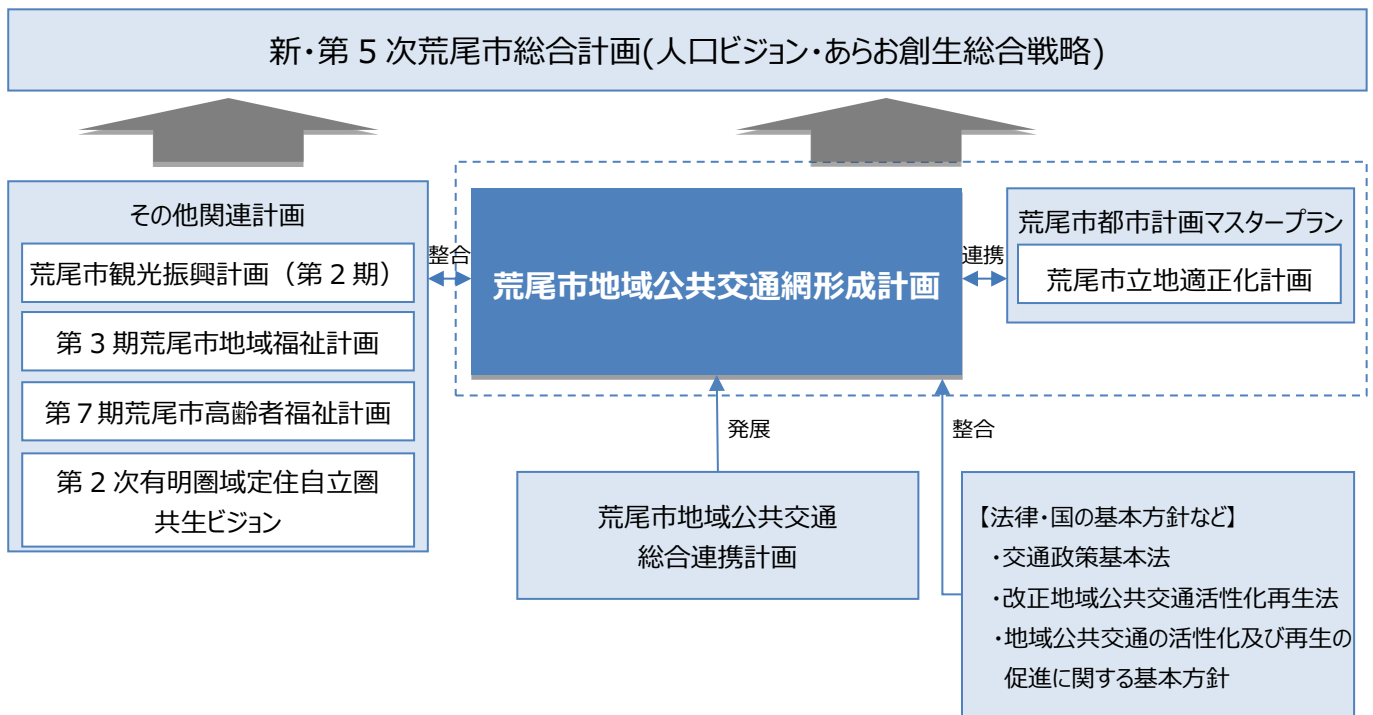 新・第5次荒尾市総合計画(人口ビジョン・あらお創生総合戦略)
その他関連計画
荒尾市観光振興計画（第2期）
第3期荒尾市地域福祉計画
第7期荒尾市高齢者福祉計画
第2次有明圏域定住自立圏
共生ビジョン
整合
荒尾市地域公共交通網形成計画
連携
荒尾市都市計画マスタープラン
荒尾市立地適正化計画
発展
整合
荒尾市地域公共交通
総合連携計画
【法律・国の基本方針など】
・交通政策基本法
・改正地域公共交通活性化再生法
・地域公共交通の活性化及び再生の
促進に関する基本方針